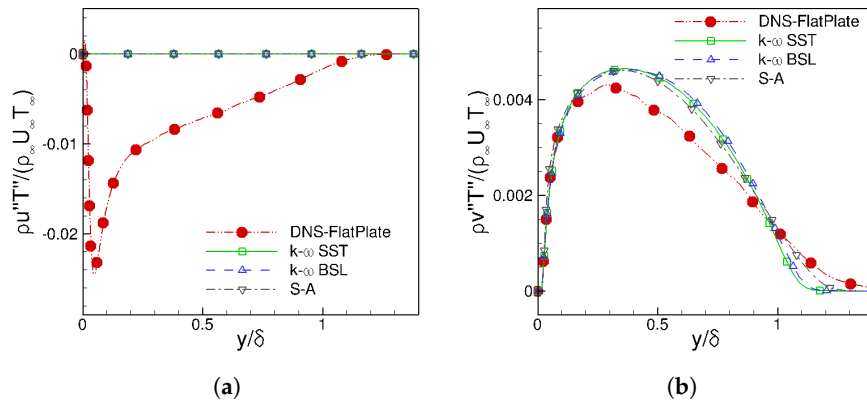 0
-0.01
-0.02
ρu"T"/(ρ∞U∞T∞)
DNS-FlatPlate
k-ω SST
k-ω BSL
S-A
0 0.5 1
y/δ
(a)
0.004
0.002
0
ρv"T"/(ρ∞U∞T∞)
DNS-FlatPlate
k-ω SST
k-ω BSL
S-A
0 0.5 1
y/δ
(b)